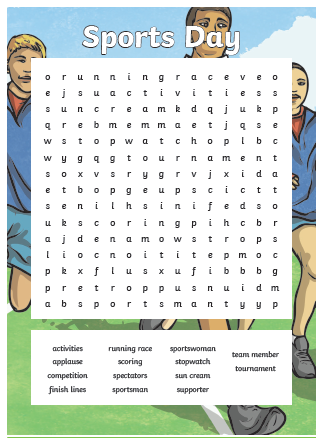 Sports Day
o r u n n i n g r a c e v e o
e j s u a c t i v i t i e s s
s u n c r e a m k d q j u k p
q r e b m e m m a e t j q s e
w s t o p w a t c h o p l b c
w y g q g t o u r n a m e n t
s o x v s r y g r v j x i d a
e t b o p g e u p s c i c t t
s e n i l h s i n i f e d s o
u k s c o r i n g p i h c b r
a j d e n a m o w s t r o p s
l i o c n o i t i t e p m o c
p k x f l u s x u f i b b b g
p r e t r o p p u s n u i d m
a b s p o r t s m a n t y y p
activities running race sportswoman team member
applause scoring stopwatch tournament
competition spectators sun cream
finish lines sportsman supporter